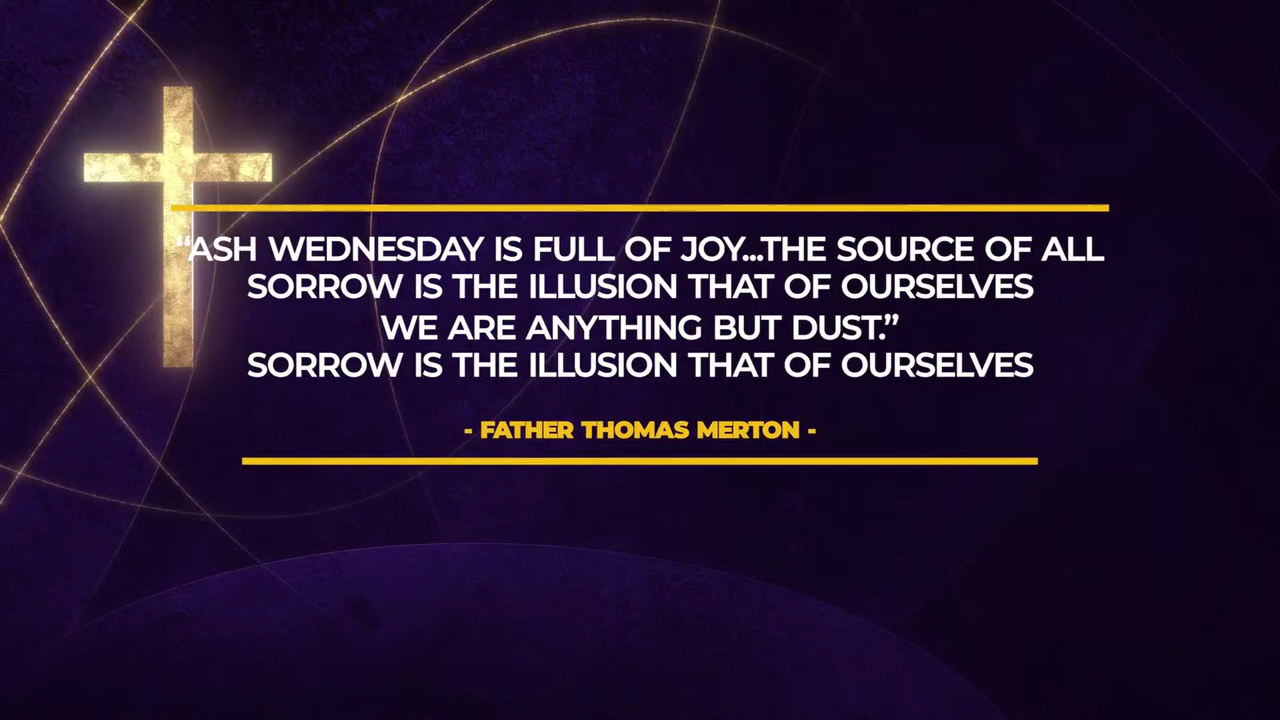 “ASH WEDNESDAY IS FULL OF JOY...THE SOURCE OF ALL
SORROW IS THE ILLUSION THAT OF OURSELVES
WE ARE ANYTHING BUT DUST.”
SORROW IS THE ILLUSION THAT OF OURSELVES
- FATHER THOMAS MERTON -